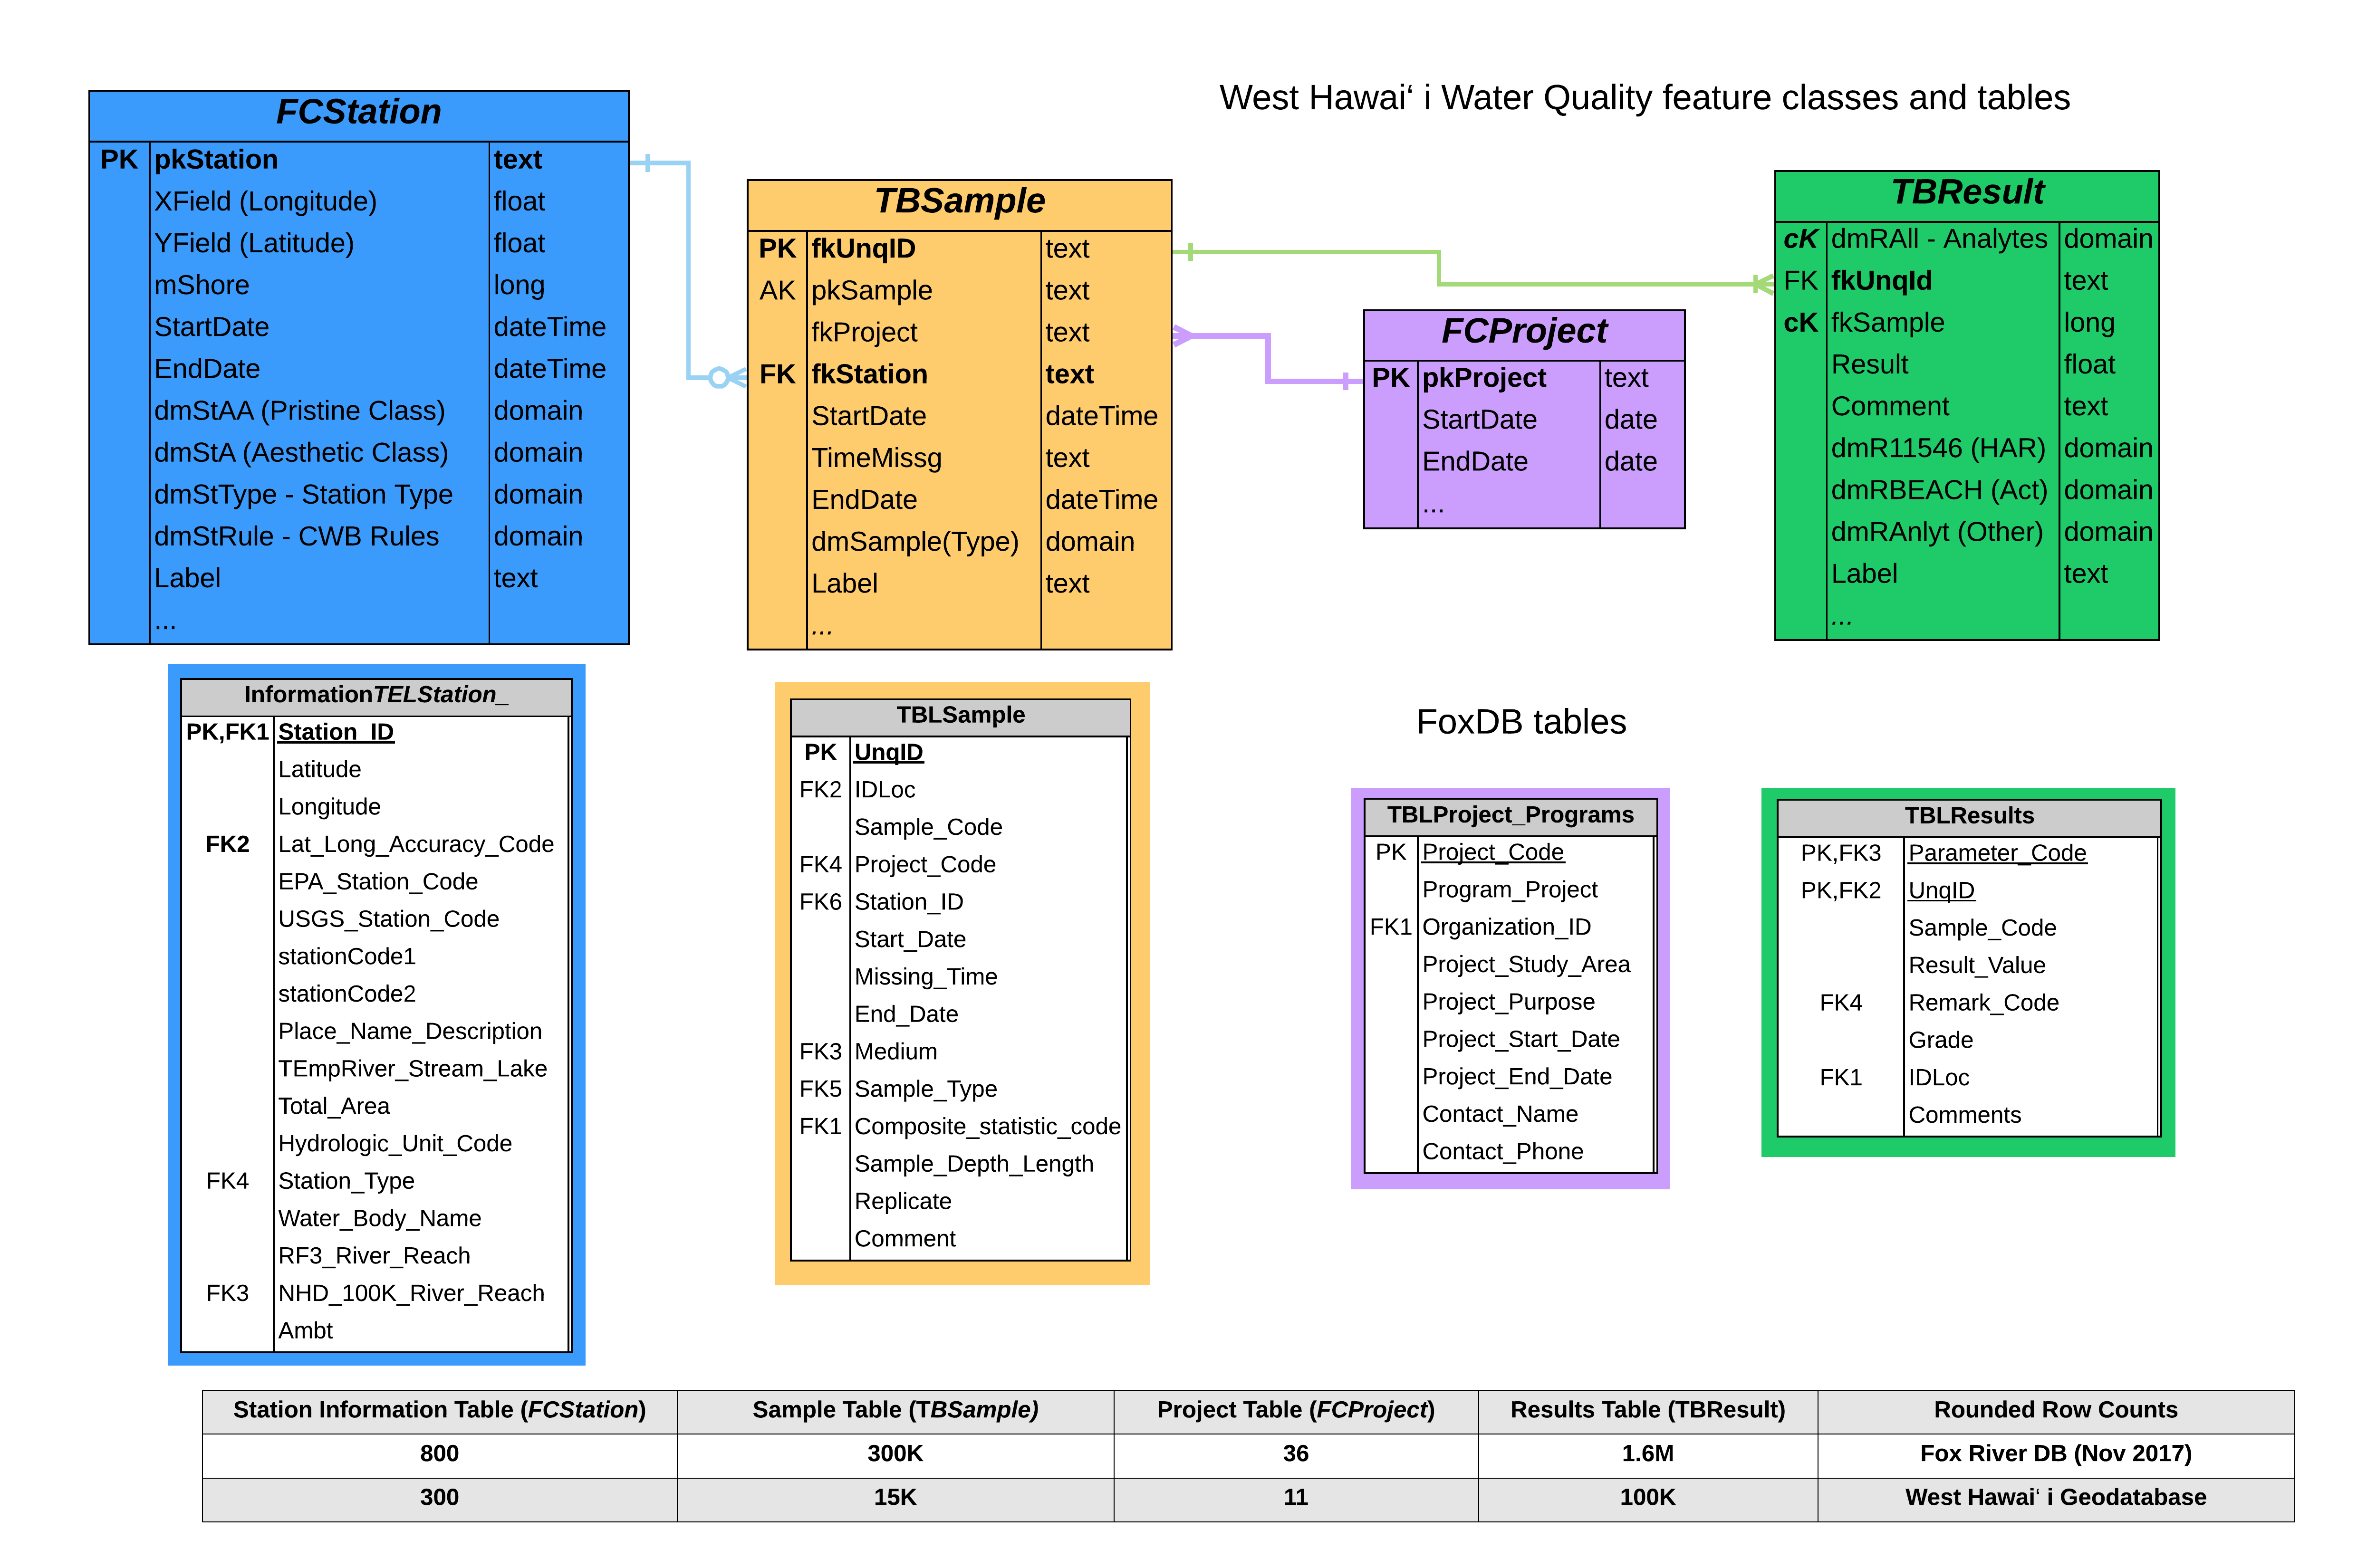 West Hawai‘ i Water Quality feature classes and tables
FCStation
PK pkStation text
XField (Longitude) float
YField (Latitude) float
mShore long
StartDate dateTime
EndDate dateTime
dmStAA (Pristine Class) domain
dmStA (Aesthetic Class) domain
dmStType - Station Type domain
dmStRule - CWB Rules domain
Label text
...
TBSample
PK fkUnqID text
AK pkSample text
fkProject text
FK fkStation text
StartDate dateTime
TimeMissg text
EndDate dateTime
dmSample(Type) domain
Label text
...
FCProject
PK pkProject text
StartDate date
EndDate date
...
TBResult
cK dmRAll - Analytes domain
FK fkUnqId text
cK fkSample long
Result float
Comment text
dmR11546 (HAR) domain
dmRBEACH (Act) domain
dmRAnlyt (Other) domain
Label text
...
InformationTELStation_
PK,FK1 Station_ID
Latitude
Longitude
FK2 Lat_Long_Accuracy_Code
EPA_Station_Code
USGS_Station_Code
stationCode1
stationCode2
Place_Name_Description
TEmpRiver_Stream_Lake
Total_Area
Hydrologic_Unit_Code
FK4 Station_Type
Water_Body_Name
RF3_River_Reach
FK3 NHD_100K_River_Reach
Ambt
TBLSample
PK UnqID
FK2 IDLoc
Sample_Code
FK4 Project_Code
FK6 Station_ID
Start_Date
Missing_Time
End_Date
FK3 Medium
FK5 Sample_Type
FK1 Composite_statistic_code
Sample_Depth_Length
Replicate
Comment
FoxDB tables
TBLProject_Programs
PK Project_Code
Program_Project
FK1 Organization_ID
Project_Study_Area
Project_Purpose
Project_Start_Date
Project_End_Date
Contact_Name
Contact_Phone
TBLResults
PK,FK3 Parameter_Code
PK,FK2 UnqID
Sample_Code
Result_Value
FK4 Remark_Code
Grade
FK1 IDLoc
Comments
Station Information Table (FCStation) Sample Table (TBSample) Project Table (FCProject) Results Table (TBResult) Rounded Row Counts
800 300K 36 1.6M Fox River DB (Nov 2017)
300 15K 11 100K West Hawai‘ i Geodatabase